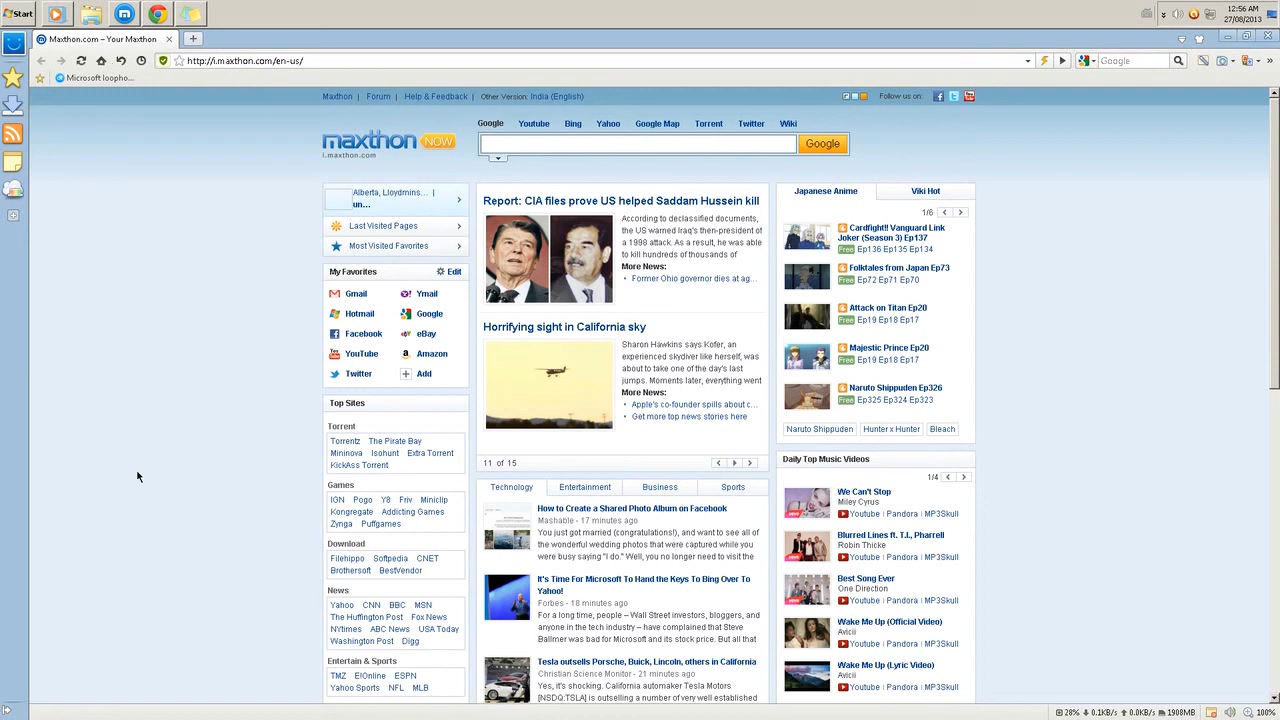 Start
12:56 AM
27/08/2013
Maxthon.com – Your Maxthon
http://i.maxthon.com/en-us/
Google
Microsoft loopho...
Maxthon | Forum | Help & Feedback | Other Version: India (English)
Follow us on:
Google Youtube Bing Yahoo Google Map Torrent Twitter Wiki
maxthon NOW
i.maxthon.com
Google
Alberta, Lloydmins... |
un...
Last Visited Pages
Most Visited Favorites
My Favorites
Edit
Gmail
Ymail
Hotmail
Google
Facebook
eBay
YouTube
Amazon
Twitter
Add
Top Sites
Torrent
Torrentz The Pirate Bay
Mininova Isohunt Extra Torrent
KickAss Torrent
Games
IGN Pogo Y8 Friv Miniclip
Kongregate Addicting Games
Zynga Puffgames
Download
Filehippo Softpedia CNET
Brothersoft BestVendor
News
Yahoo CNN BBC MSN
The Huffington Post Fox News
NYtimes ABC News USA Today
Washington Post Digg
Entertain & Sports
TMZ E!Online ESPN
Yahoo Sports NFL MLB
Report: CIA files prove US helped Saddam Hussein kill
According to declassified documents,
the US warned Iraq's then-president of
a 1998 attack. As a result, he was able
to kill hundreds of thousands of
More News:
Former Ohio governor dies at ag...
Horrifying sight in California sky
Sharon Hawkins says Kofer, an
experienced skydiver like herself, was
about to take one of the day's last
jumps. Moments later, everything went
More News:
Apple's co-founder spills about c...
Get more top news stories here
11 of 15
Technology Entertainment Business Sports
How to Create a Shared Photo Album on Facebook
Mashable - 17 minutes ago
You just got married (congratulations!), and want to see all of
the wonderful wedding photos that were captured while you
were busy saying "I do." Well, you no longer need to visit the
It's Time For Microsoft To Hand the Keys To Bing Over To
Yahoo!
Forbes - 18 minutes ago
For a long time, people – Wall Street investors, bloggers, and
anyone in the tech industry – have complained that Steve
Ballmer was bad for Microsoft and its stock price. But all that
Tesla outsells Porsche, Buick, Lincoln, others in California
Christian Science Monitor - 21 minutes ago
Yes, it's shocking. California automaker Tesla Motors
[NSDQ:TSLA] is outselling a number of very well established
Japanese Anime
Viki Hot
1/6
Cardfight!! Vanguard Link
Joker (Season 3) Ep137
Free Ep136 Ep135 Ep134
Folktales from Japan Ep73
Free Ep72 Ep71 Ep70
Attack on Titan Ep20
Free Ep19 Ep18 Ep17
Majestic Prince Ep20
Free Ep19 Ep18 Ep17
Naruto Shippuden Ep326
Free Ep325 Ep324 Ep323
Naruto Shippuden Hunter x Hunter Bleach
Daily Top Music Videos
1/4
We Can't Stop
Miley Cyrus
Youtube | Pandora | MP3Skull
Blurred Lines ft. T.I., Pharrell
Robin Thicke
Youtube | Pandora | MP3Skull
Best Song Ever
One Direction
Youtube | Pandora | MP3Skull
Wake Me Up (Official Video)
Avicii
Youtube | Pandora | MP3Skull
Wake Me Up (Lyric Video)
Avicii
Youtube | Pandora | MP3Skull
28% 0.1KB/s 0.0KB/s 1908MB 100%